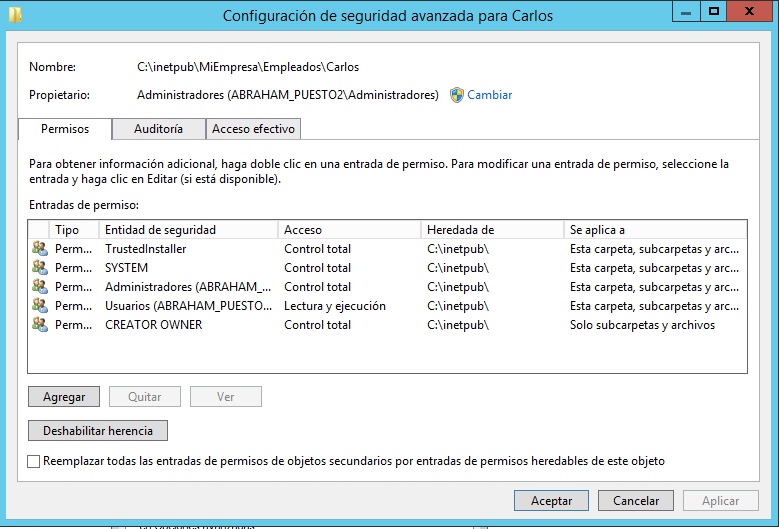 Configuración de seguridad avanzada para Carlos
Nombre: C:\inetpub\MiEmpresa\Empleados\Carlos
Propietario: Administradores (ABRAHAM_PUESTO2\Administradores) Cambiar
Permisos Auditoría Acceso efectivo
Para obtener información adicional, haga doble clic en una entrada de permiso. Para modificar una entrada de permiso, seleccione la
entrada y haga clic en Editar (si está disponible).
Entradas de permiso:
Tipo Entidad de seguridad Acceso Heredada de Se aplica a
Perm... TrustedInstaller Control total C:\inetpub\ Esta carpeta, subcarpetas y arc...
Perm... SYSTEM Control total C:\inetpub\ Esta carpeta, subcarpetas y arc...
Perm... Administradores (ABRAHAM_... Control total C:\inetpub\ Esta carpeta, subcarpetas y arc...
Perm... Usuarios (ABRAHAM_PUESTO... Lectura y ejecución C:\inetpub\ Esta carpeta, subcarpetas y arc...
Perm... CREATOR OWNER Control total C:\inetpub\ Solo subcarpetas y archivos
Agregar Quitar Ver
Deshabilitar herencia
Reemplazar todas las entradas de permisos de objetos secundarios por entradas de permisos heredables de este objeto
Aceptar Cancelar Aplicar